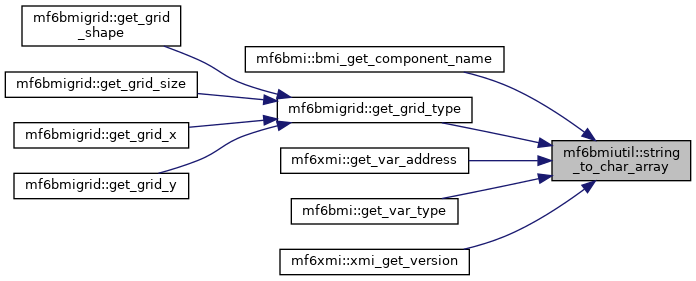 mf6bmigrid::get_grid
_shape
mf6bmigrid::get_grid_size
mf6bmigrid::get_grid_x
mf6bmigrid::get_grid_y
mf6bmi::bmi_get_component_name
mf6bmigrid::get_grid_type
mf6xmi::get_var_address
mf6bmi::get_var_type
mf6xmi::xmi_get_version
mf6bmiutil::string
_to_char_array